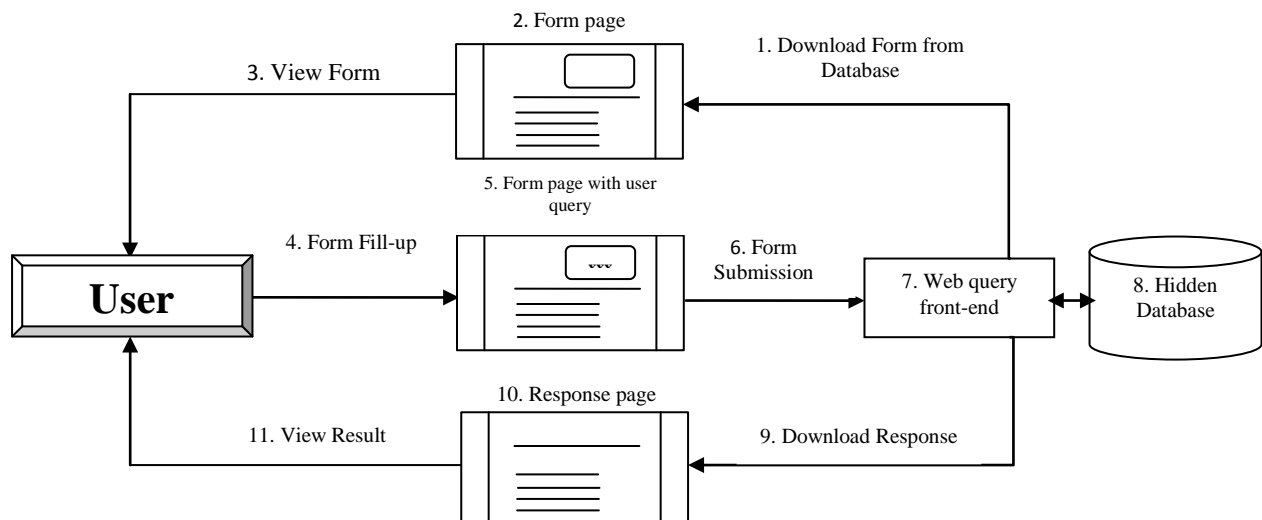 2. Form page
1. Download Form from
Database
3. View Form
5. Form page with user
query
4. Form Fill-up
6. Form
Submission
vvv
User
7. Web query
front-end
8. Hidden
Database
10. Response page
11. View Result
9. Download Response